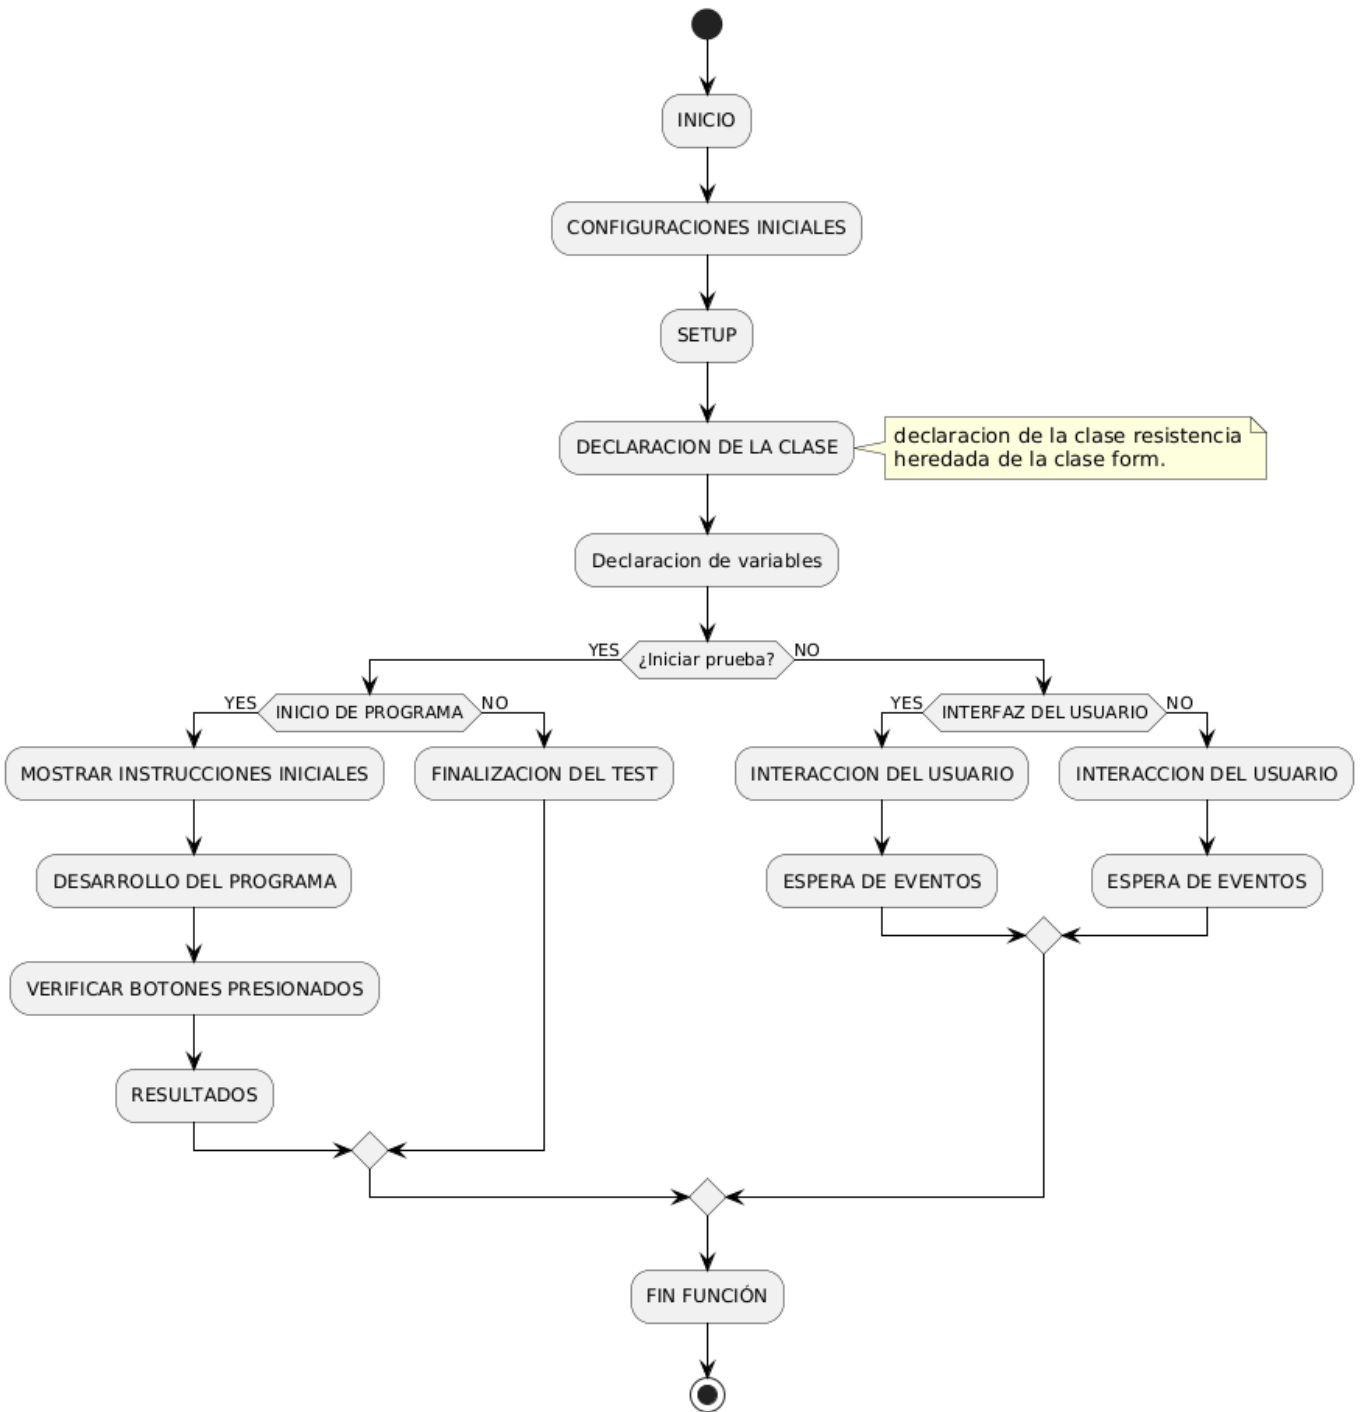 INICIO
CONFIGURACIONES INICIALES
SETUP
DECLARACION DE LA CLASE
declaracion de la clase resistencia
heredada de la clase form.
Declaracion de variables
YES
¿Iniciar prueba?
NO
YES
INICIO DE PROGRAMA
NO
YES
INTERFAZ DEL USUARIO
NO
MOSTRAR INSTRUCCIONES INICIALES
FINALIZACION DEL TEST
INTERACCION DEL USUARIO
INTERACCION DEL USUARIO
DESARROLLO DEL PROGRAMA
ESPERA DE EVENTOS
ESPERA DE EVENTOS
VERIFICAR BOTONES PRESIONADOS
RESULTADOS
FIN FUNCIÓN